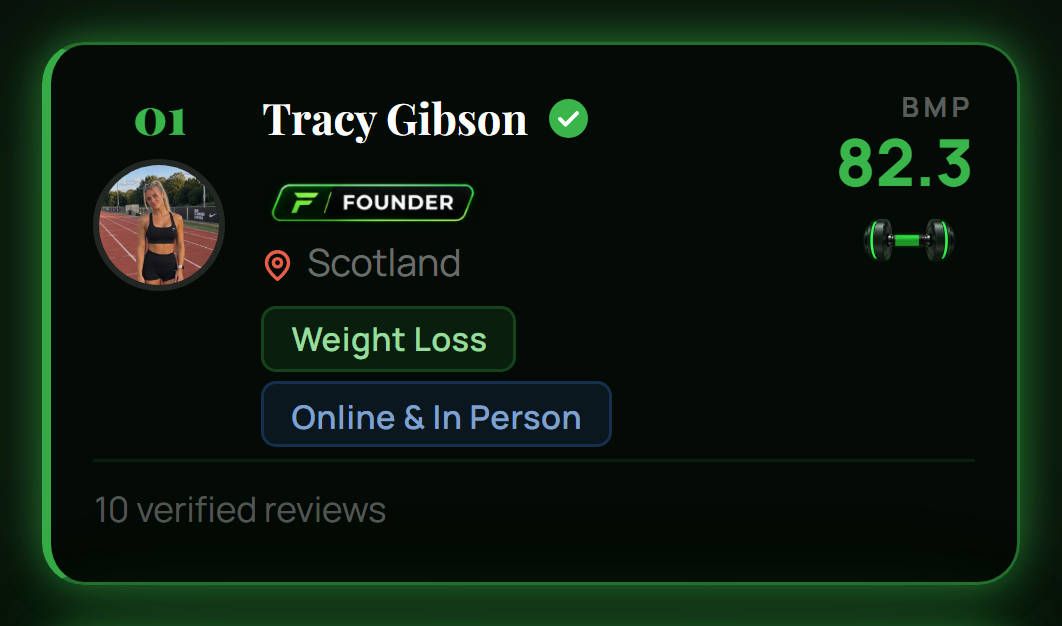 01
Tracy Gibson
BMP
82.3
FOUNDER
Scotland
Weight Loss
Online & In Person
10 verified reviews